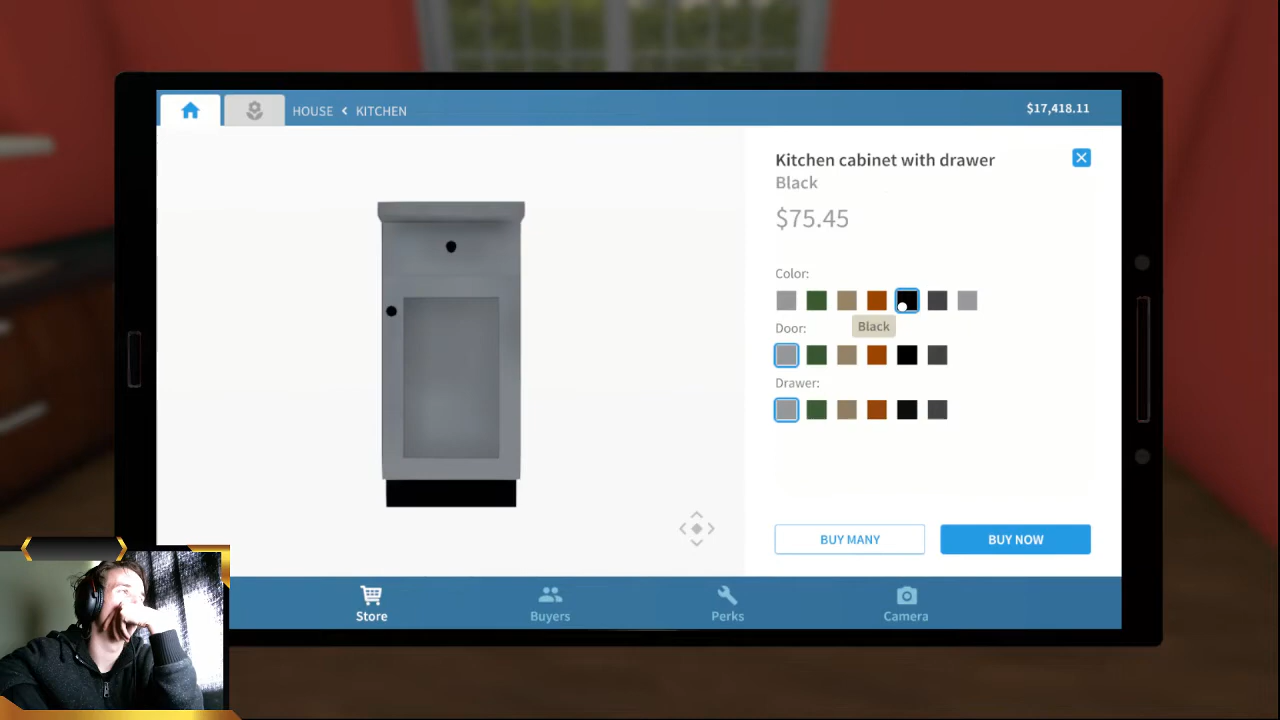 HOUSE < KITCHEN
$17,418.11
Kitchen cabinet with drawer
Black
$75.45
Color:
Black
Door:
Drawer:
BUY MANY
BUY NOW
Store
Buyers
Perks
Camera